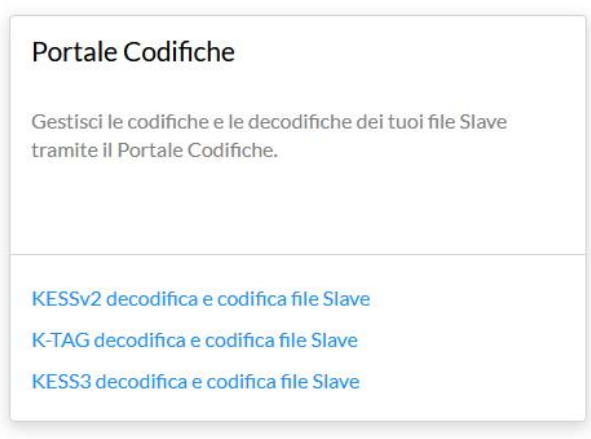 Portale Codifiche
Gestisci le codifiche e le decodifiche dei tuoi file Slave
tramite il Portale Codifiche.
KESSv2 decodifica e codifica file Slave
K-TAG decodifica e codifica file Slave
KESS3 decodifica e codifica file Slave